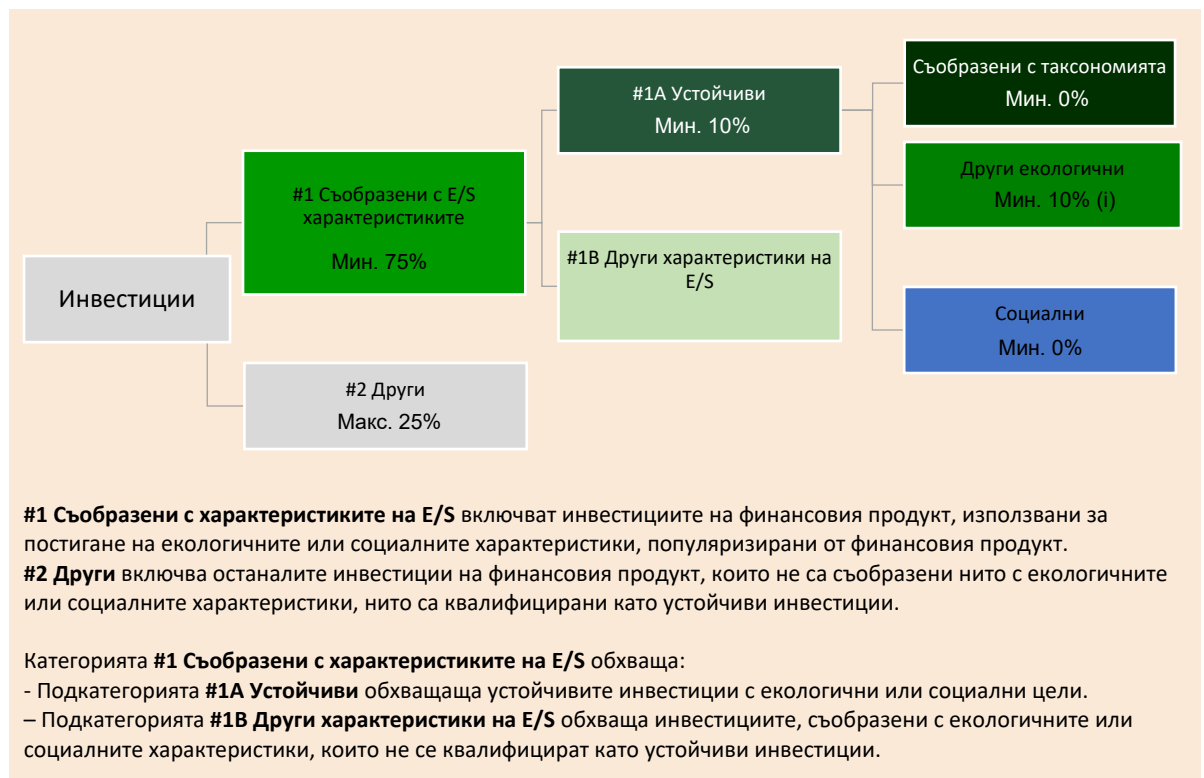 Инвестиции
#1 Съобразени с E/S
характеристиките
Мин. 75%
#2 Други
Макс. 25%
#1A Устойчиви
Мин. 10%
#1B Други характеристики на
E/S
Съобразени с таксономията
Мин. 0%
Други екологични
Мин. 10% (i)
Социални
Мин. 0%
#1 Съобразени с характеристиките на E/S включват инвестициите на финансовия продукт, използвани за
постигане на екологичните или социалните характеристики, популяризирани от финансовия продукт.
#2 Други включва останалите инвестиции на финансовия продукт, които не са съобразени нито с екологичните
или социалните характеристики, нито са квалифицирани като устойчиви инвестиции.
Категорията #1 Съобразени с характеристиките на E/S обхваща:
- Подкатегорията #1A Устойчиви обхващаща устойчивите инвестиции с екологични или социални цели.
– Подкатегорията #1B Други характеристики на E/S обхваща инвестициите, съобразени с екологичните или
социалните характеристики, които не се квалифицират като устойчиви инвестиции.